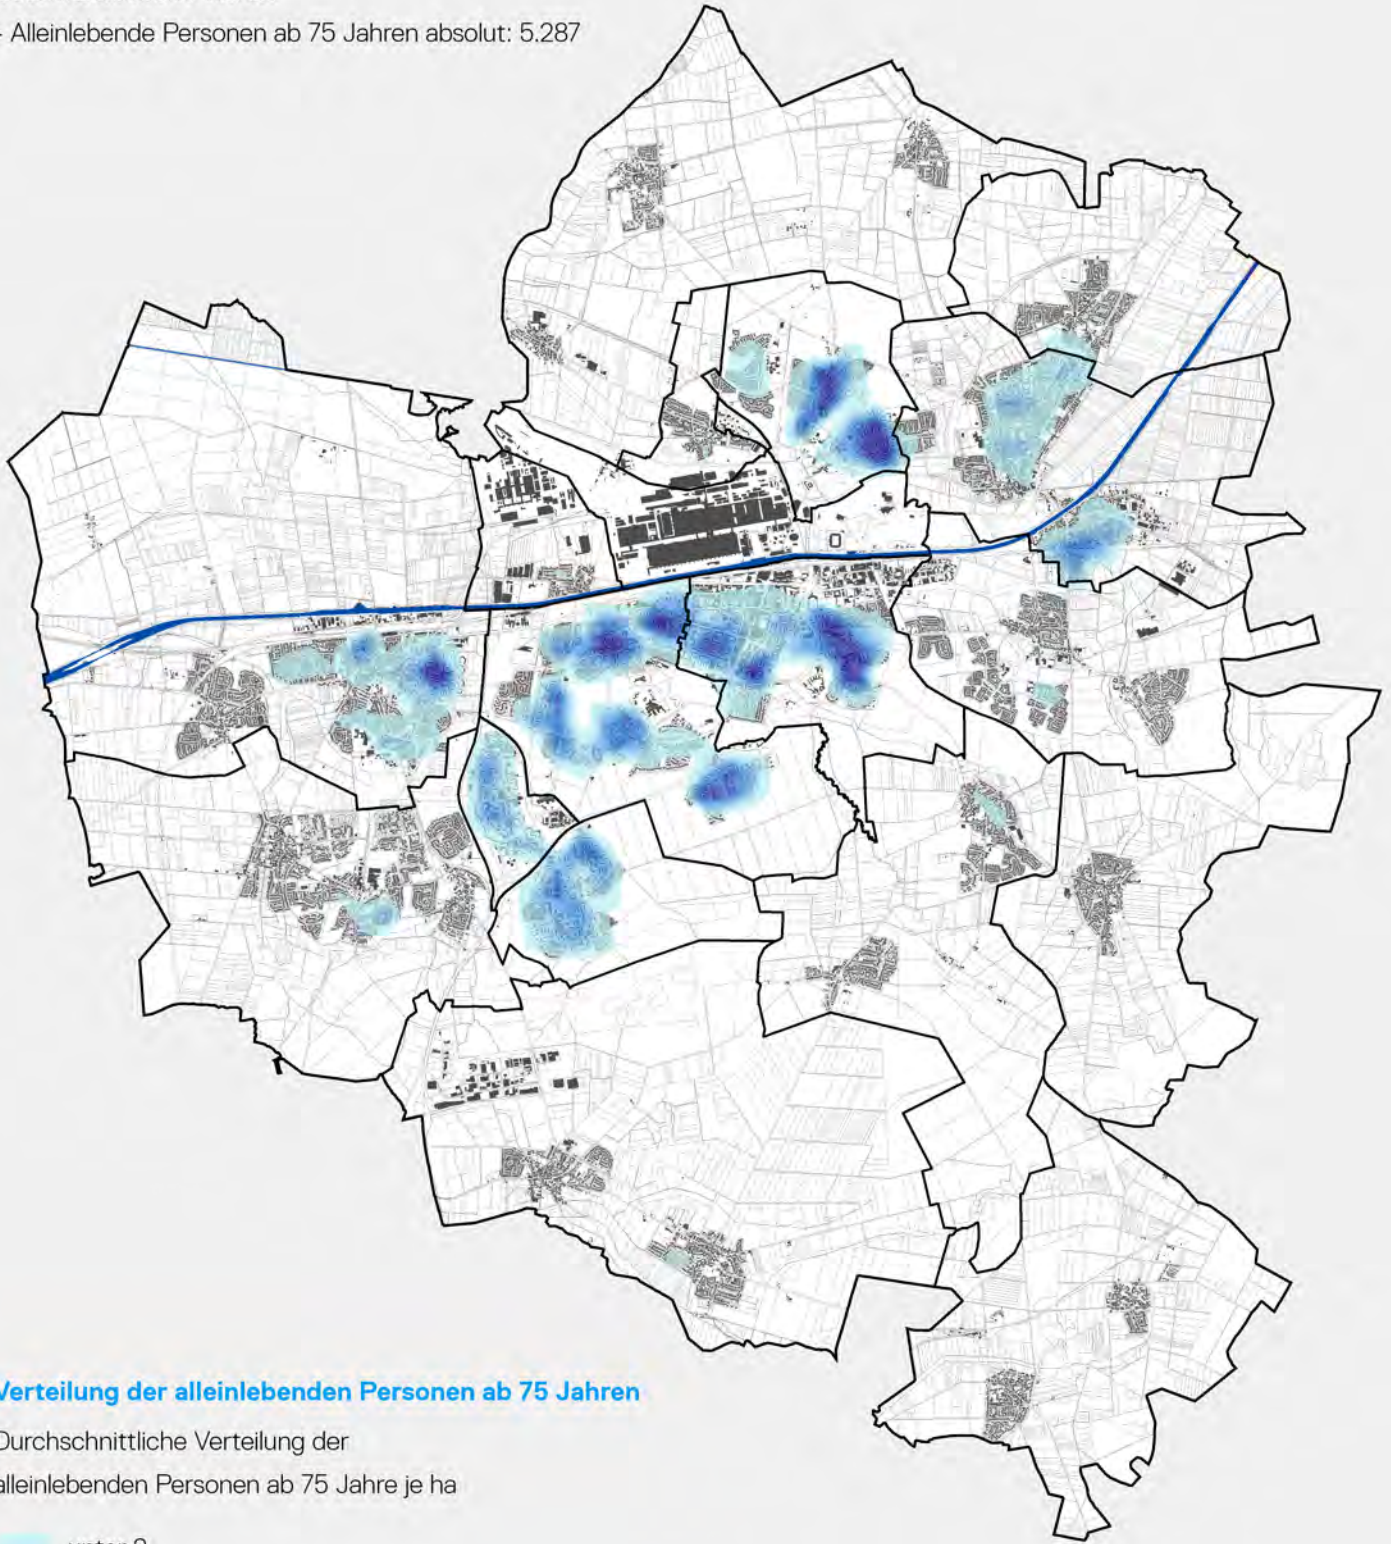 - Alleinlebende Personen ab 75 Jahren absolut: 5.287
Verteilung der alleinlebenden Personen ab 75 Jahren
Durchschnittliche Verteilung der
alleinlebenden Personen ab 75 Jahre je ha
unter